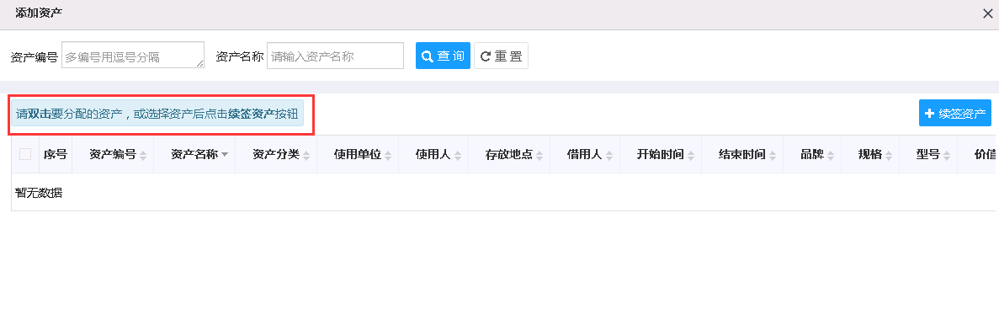 添加资产
资产编号 多编号用逗号分隔 资产名称 请输入资产名称 查询 重置
请双击要分配的资产，或选择资产后点击续签资产按钮 续签资产
序号 资产编号 资产名称 资产分类 使用单位 使用人 存放地点 借用人 开始时间 结束时间 品牌 规格 型号 价值
暂无数据